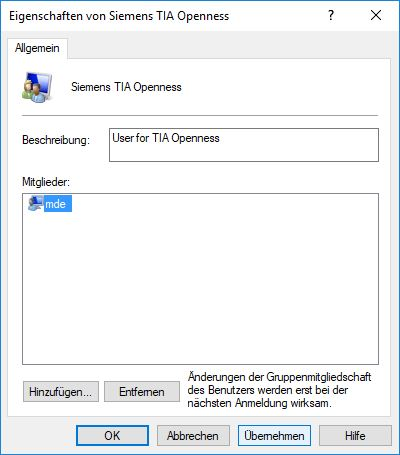 Eigenschaften von Siemens TIA Openness
Allgemein
Siemens TIA Openness
Beschreibung:
User for TIA Openness
Mitglieder:
mde
Hinzufügen...
Entfernen
Änderungen der Gruppenmitgliedschaft
des Benutzers werden erst bei der
nächsten Anmeldung wirksam.
OK
Abbrechen
Übernehmen
Hilfe